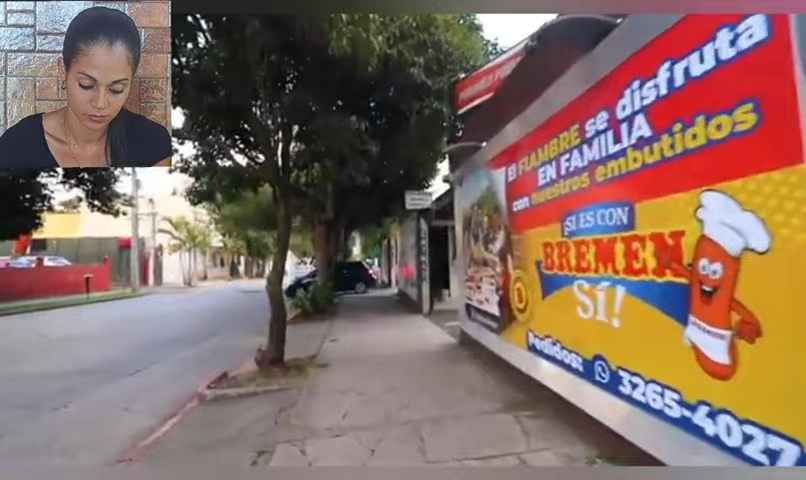 El FIAMBRE se disfruta
EN FAMILIA
con nuestros embutidos
¡SI ES CON
BREMEN
Sí!
Pedidos: 3265-4027